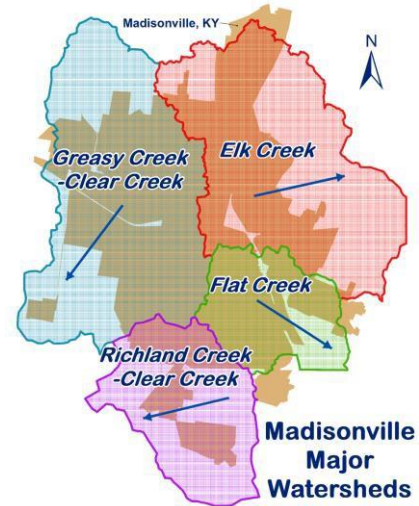 Madisonville, KY
N
Greasy Creek
-Clear Creek
Elk Creek
Flat Creek
Richland Creek
-Clear Creek
Madisonville
Major
Watersheds